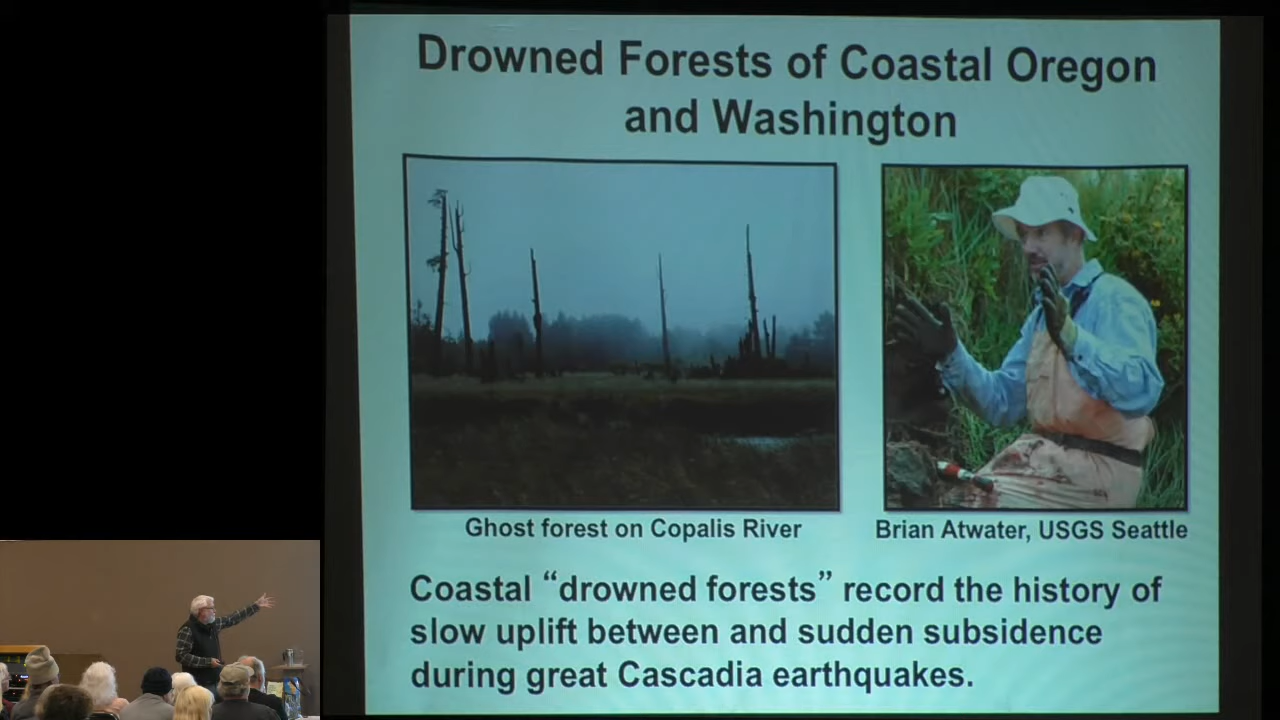 Drowned Forests of Coastal Oregon
and Washington
Ghost forest on Copalis River
Brian Atwater, USGS Seattle
Coastal “drowned forests” record the history of
slow uplift between and sudden subsidence
during great Cascadia earthquakes.